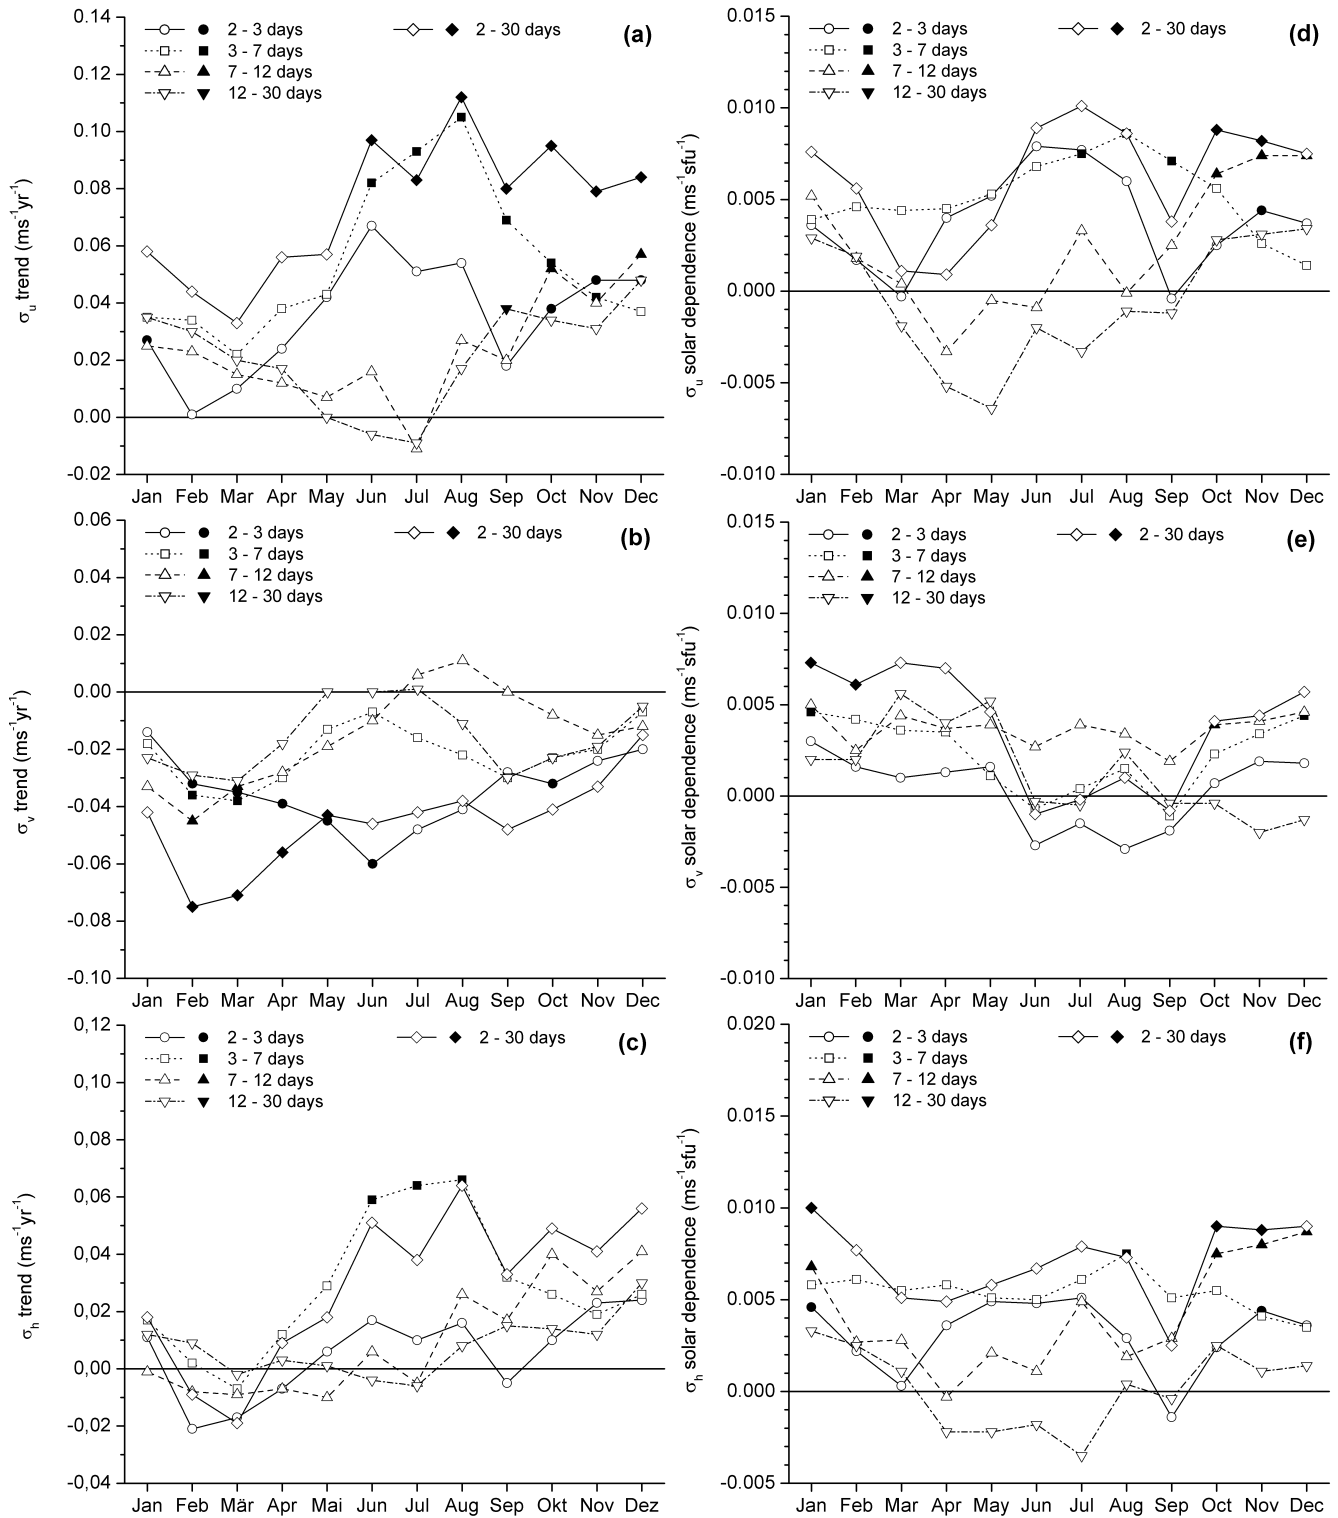 (a)
2 - 3 days
3 - 7 days
7 - 12 days
12 - 30 days
2 - 30 days
σu trend (ms-1yr-1)
0.14
0.12
0.10
0.08
0.06
0.04
0.02
0.00
-0.02
Jan Feb Mar Apr May Jun Jul Aug Sep Oct Nov Dec
(d)
2 - 3 days
3 - 7 days
7 - 12 days
12 - 30 days
2 - 30 days
σu solar dependence (ms-1sfu-1)
0.015
0.010
0.005
0.000
-0.005
-0.010
Jan Feb Mar Apr May Jun Jul Aug Sep Oct Nov Dec
(b)
2 - 3 days
3 - 7 days
7 - 12 days
12 - 30 days
2 - 30 days
σv trend (ms-1yr-1)
0.06
0.04
0.02
0.00
-0.02
-0.04
-0.06
-0.08
-0.10
Jan Feb Mar Apr May Jun Jul Aug Sep Oct Nov Dec
(e)
2 - 3 days
3 - 7 days
7 - 12 days
12 - 30 days
2 - 30 days
σv solar dependence (ms-1sfu-1)
0.015
0.010
0.005
0.000
-0.005
-0.010
Jan Feb Mar Apr May Jun Jul Aug Sep Oct Nov Dec
(c)
2 - 3 days
3 - 7 days
7 - 12 days
12 - 30 days
2 - 30 days
σh trend (ms-1yr-1)
0,12
0,10
0,08
0,06
0,04
0,02
0,00
-0,02
-0,04
Jan Feb Mär Apr Mai Jun Jul Aug Sep Okt Nov Dez
(f)
2 - 3 days
3 - 7 days
7 - 12 days
12 - 30 days
2 - 30 days
σh solar dependence (ms-1sfu-1)
0.020
0.015
0.010
0.005
0.000
-0.005
Jan Feb Mar Apr May Jun Jul Aug Sep Oct Nov Dec